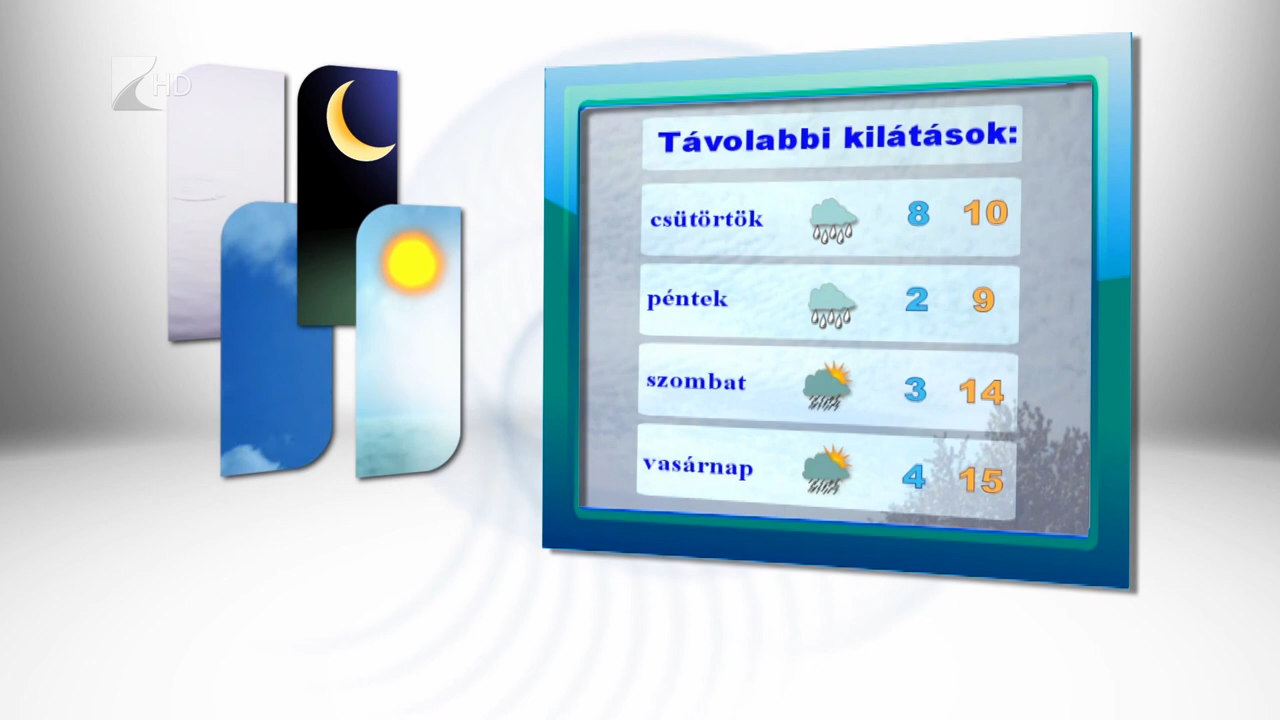 HD
Távolabbi kilátások:
csütörtök 8 10
péntek 2 9
szombat 3 14
vasárnap 4 15